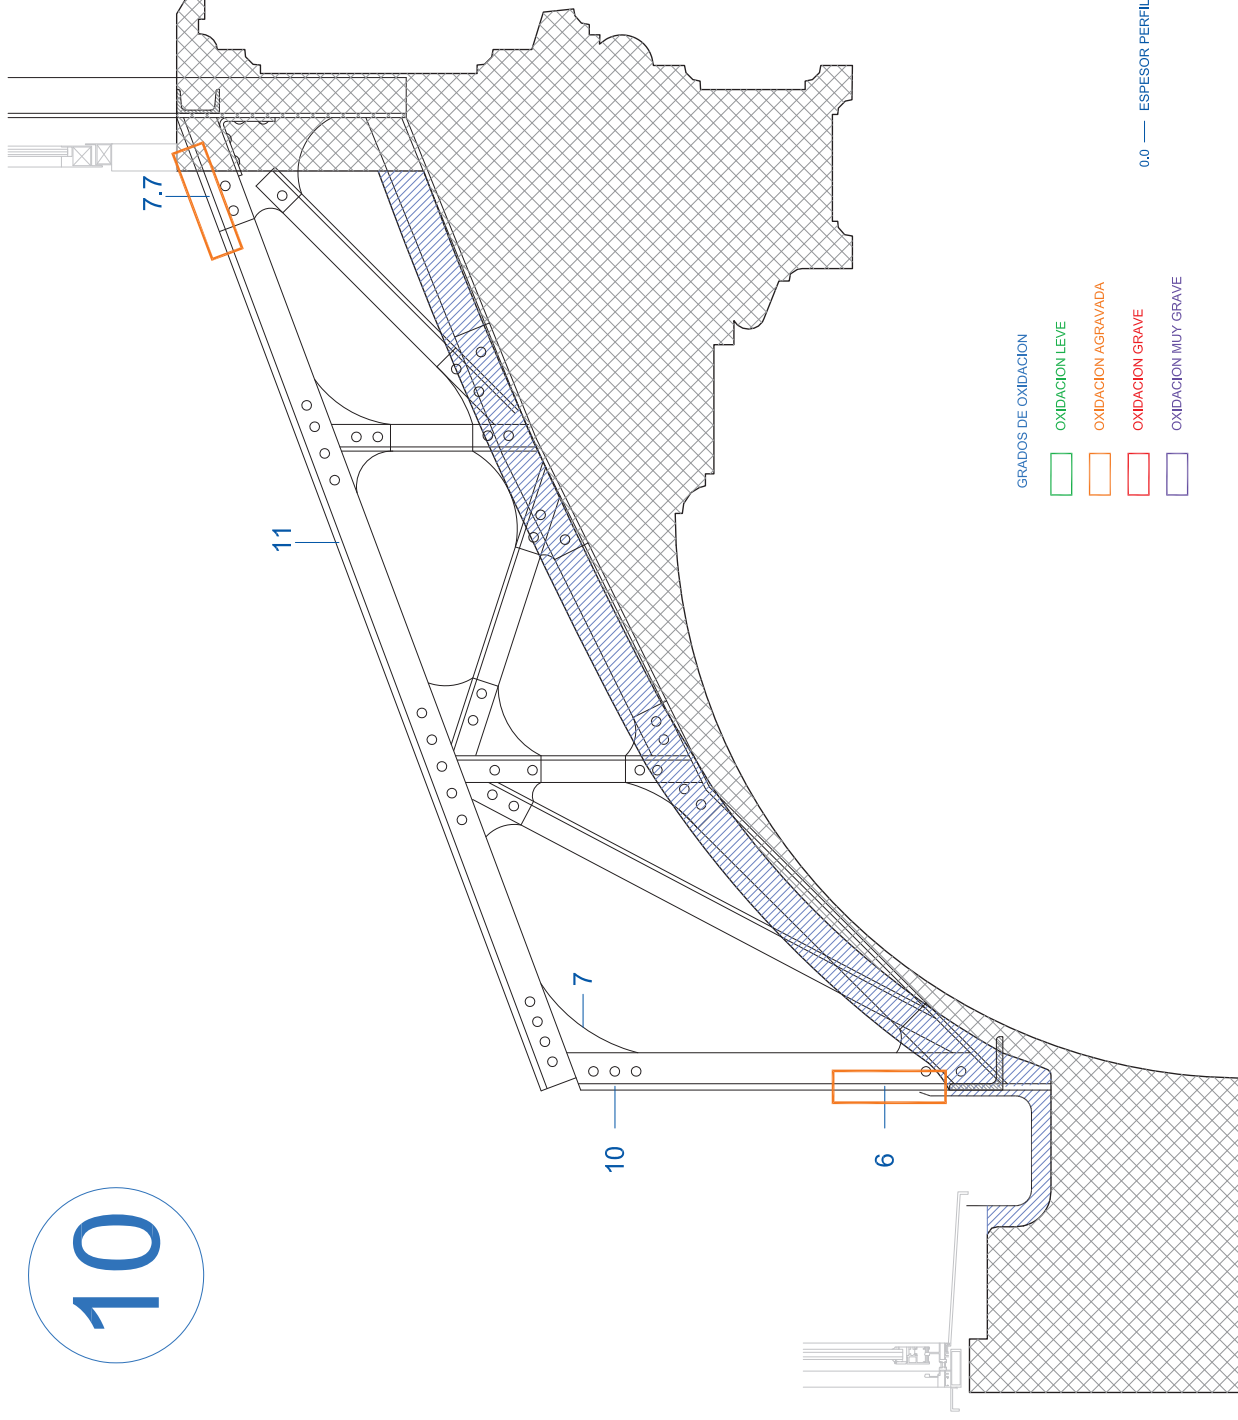 10
7.7
11
7
10
6
GRADOS DE OXIDACION
OXIDACION LEVE
OXIDACION AGRAVADA
OXIDACION GRAVE
OXIDACION MUY GRAVE
0.0 — ESPESOR PERFIL